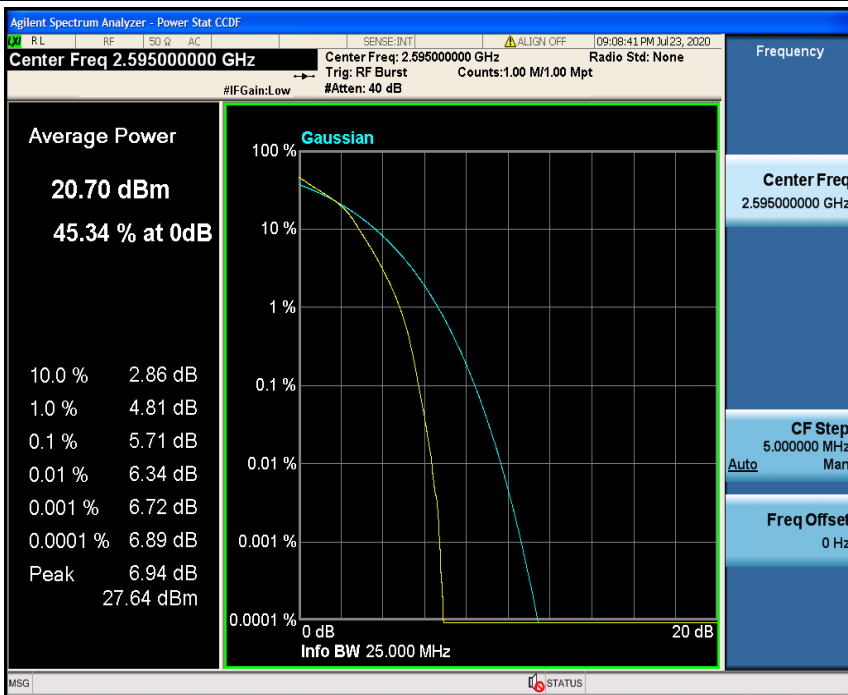 Agilent Spectrum Analyzer - Power Stat CCDF
LXI RL RF 50 Ω AC SENSE:INT ALIGN OFF 09:08:41 PM Jul 23, 2020
Center Freq 2.595000000 GHz
#IFGain:Low
Center Freq: 2.595000000 GHz Radio Std: None
Trig: RF Burst Counts:1.00 M/1.00 Mpt
#Atten: 40 dB
Average Power
20.70 dBm
45.34 % at 0dB
10.0 % 2.86 dB
1.0 % 4.81 dB
0.1 % 5.71 dB
0.01 % 6.34 dB
0.001 % 6.72 dB
0.0001 % 6.89 dB
Peak 6.94 dB
27.64 dBm
Gaussian
100 %
10 %
1 %
0.1 %
0.01 %
0.001 %
0.0001 %
0 dB 20 dB
Info BW 25.000 MHz
Frequency
Center Freq
2.595000000 GHz
CF Step
5.000000 MHz
Auto Man
Freq Offset
0 Hz
MSG STATUS